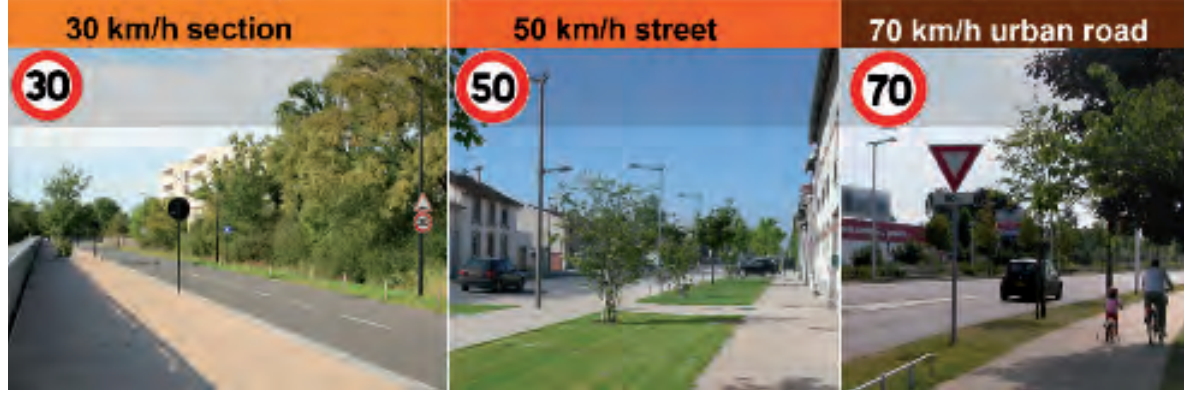 30 km/h section
30
50 km/h street
50
70 km/h urban road
70